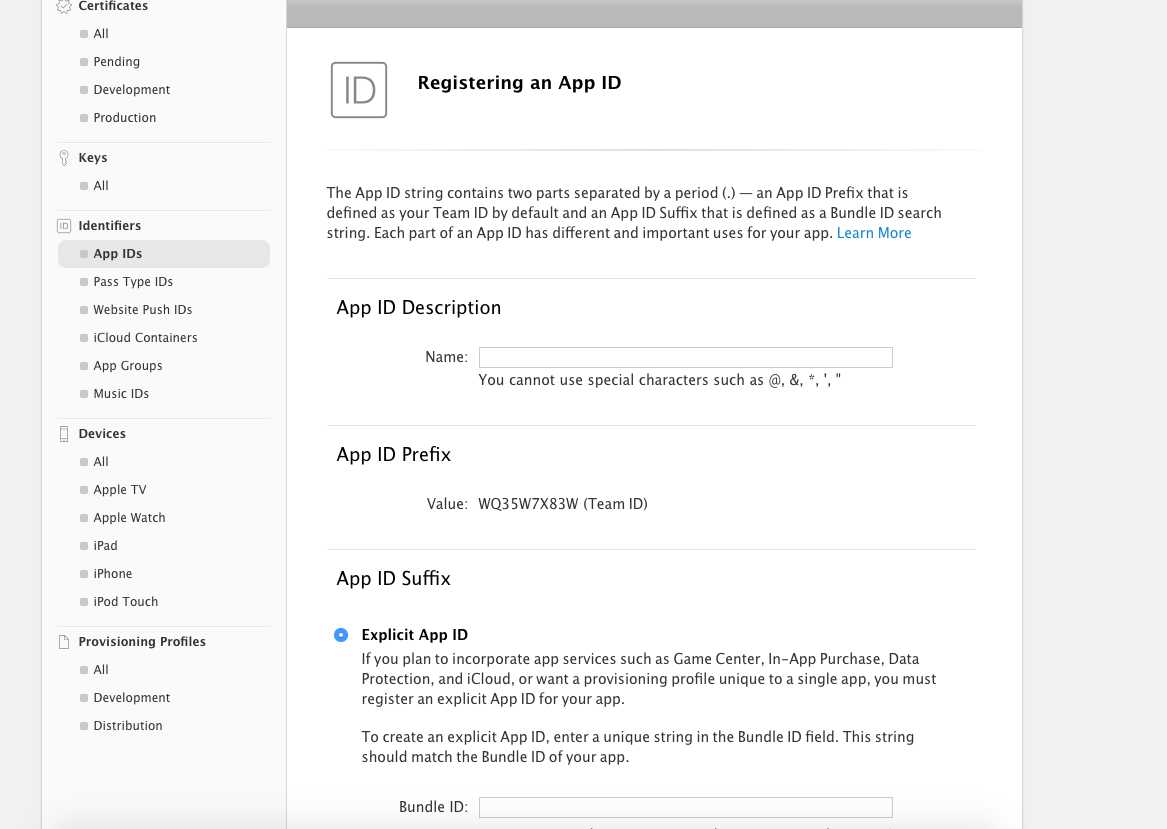 Certificates
All
Pending
Development
Production
Keys
All
ID
Identifiers
App IDs
Pass Type IDs
Website Push IDs
iCloud Containers
App Groups
Music IDs
Devices
All
Apple TV
Apple Watch
iPad
iPhone
iPod Touch
Provisioning Profiles
All
Development
Distribution
ID
Registering an App ID
The App ID string contains two parts separated by a period (.) — an App ID Prefix that is
defined as your Team ID by default and an App ID Suffix that is defined as a Bundle ID search
string. Each part of an App ID has different and important uses for your app. Learn More
App ID Description
Name:
You cannot use special characters such as @, &, *, ', "
App ID Prefix
Value: WQ35W7X83W (Team ID)
App ID Suffix
Explicit App ID
If you plan to incorporate app services such as Game Center, In-App Purchase, Data
Protection, and iCloud, or want a provisioning profile unique to a single app, you must
register an explicit App ID for your app.
To create an explicit App ID, enter a unique string in the Bundle ID field. This string
should match the Bundle ID of your app.
Bundle ID: